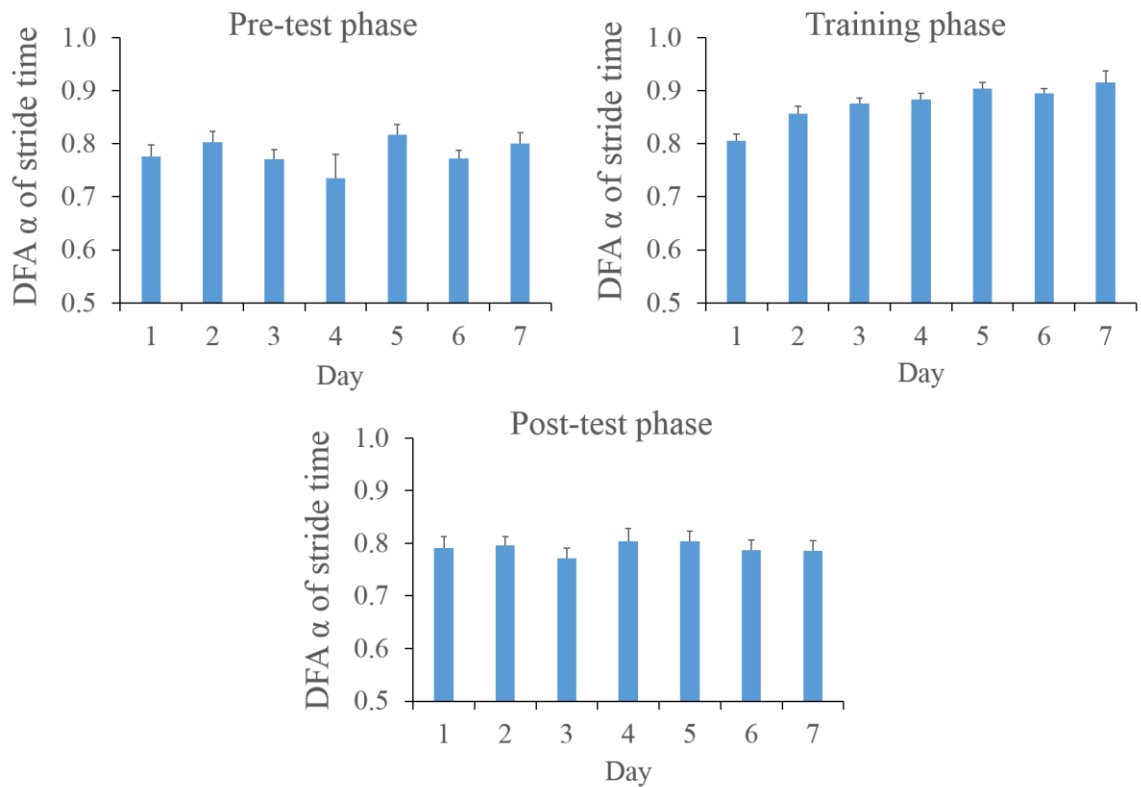 Pre-test phase
DFA α of stride time
1.0
0.9
0.8
0.7
0.6
0.5
1 2 3 4 5 6 7
Day
Training phase
DFA α of stride time
1.0
0.9
0.8
0.7
0.6
0.5
1 2 3 4 5 6 7
Day
Post-test phase
DFA α of stride time
1.0
0.9
0.8
0.7
0.6
0.5
1 2 3 4 5 6 7
Day